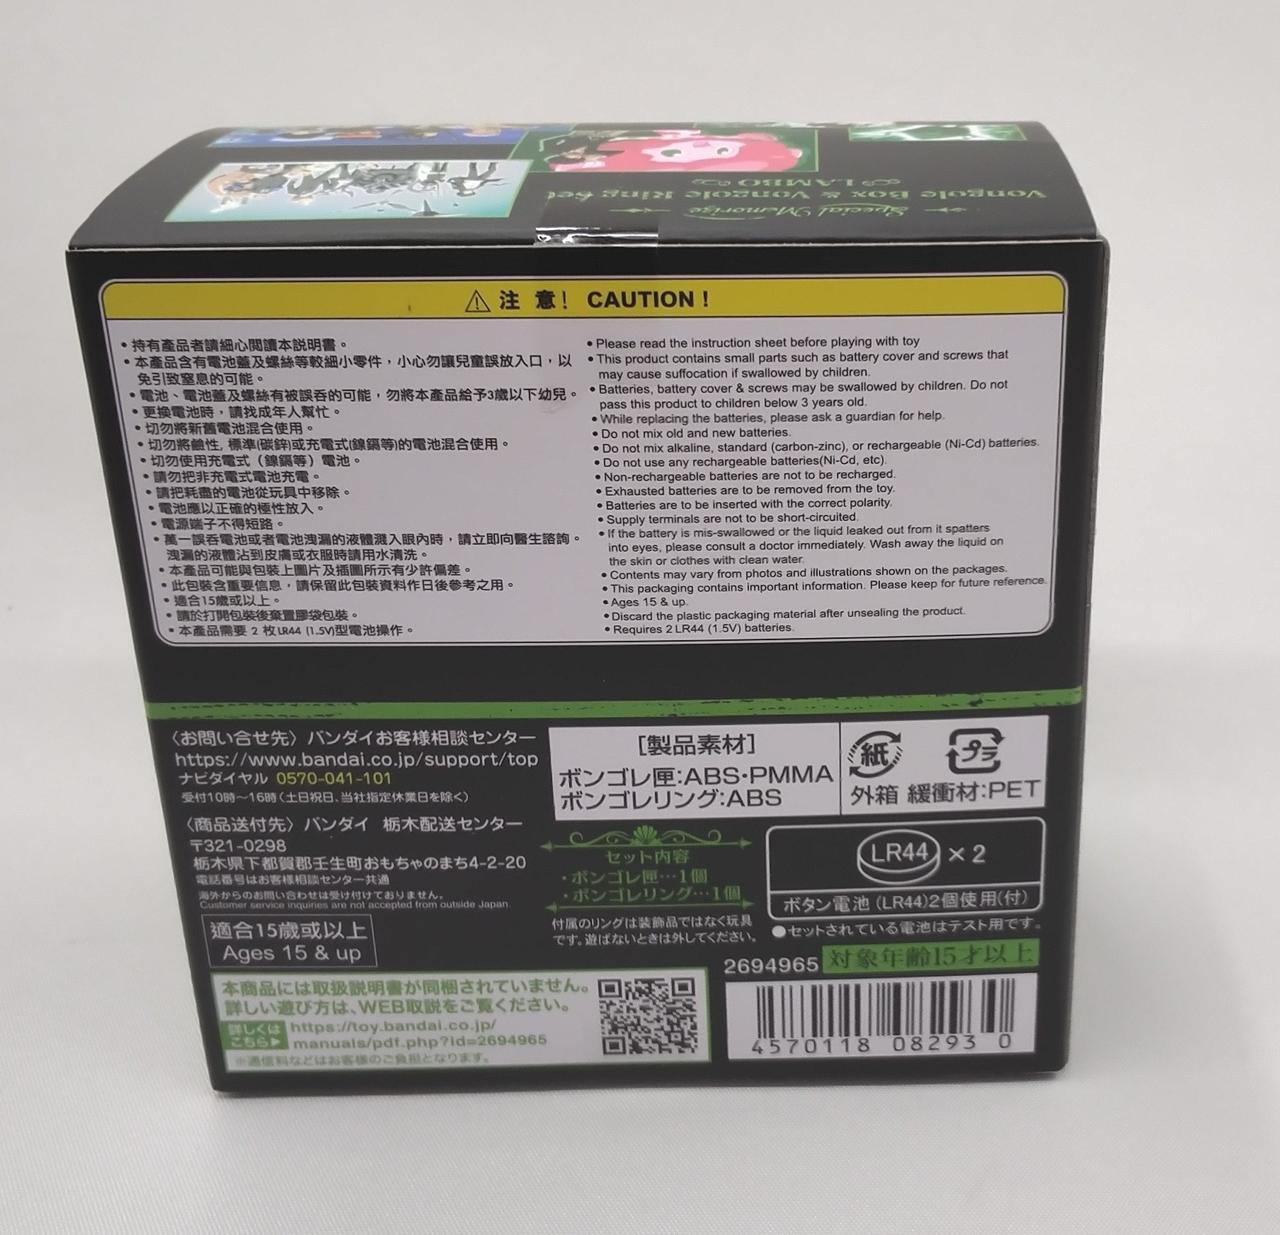 Vongole Box & Vongole Ring Set
LAMBO
Special Memorize
注 意! CAUTION!
•持有產品者請細心閱讀本說明書。
•本產品含有電池蓋及螺絲等較細小零件，小心勿讓兒童誤放入口，以
免引致窒息的可能。
•電池、電池蓋及螺絲有被誤吞的可能，勿將本產品給予3歲以下幼兒。
•更換電池時，請找成年人幫忙。
•切勿將新舊電池混合使用。
•切勿將鹼性, 標準(碳鋅)或充電式(鎳鎘等)的電池混合使用。
•切勿使用充電式（鎳鎘等）電池。
•請勿把非充電式電池充電。
•請把耗盡的電池從玩具中移除。
•電池應以正確的極性放入。
•電源端子不得短路。
•萬一誤吞電池或者電池洩漏的液體濺入眼內時，請立即向醫生諮詢。
洩漏的液體沾到皮膚或衣服時請用水清洗。
•本產品可能與包裝上圖片及插圖所示有少許偏差。
•此包裝含重要信息，請保留此包裝資料作日後參考之用。
•適合15歲或以上。
•請於打開包裝後棄置膠袋包裝。
•本產品需要 2 枚LR44 (1.5V)型電池操作。
•Please read the instruction sheet before playing with toy
•This product contains small parts such as battery cover and screws that
may cause suffocation if swallowed by children.
•Batteries, battery cover & screws may be swallowed by children. Do not
pass this product to children below 3 years old.
•While replacing the batteries, please ask a guardian for help.
•Do not mix old and new batteries.
•Do not mix alkaline, standard (carbon-zinc), or rechargeable (Ni-Cd) batteries.
•Do not use any rechargeable batteries(Ni-Cd, etc).
•Non-rechargeable batteries are not to be recharged.
•Exhausted batteries are to be removed from the toy.
•Batteries are to be inserted with the correct polarity.
•Supply terminals are not to be short-circuited.
•If the battery is mis-swallowed or the liquid leaked out from it spatters
into eyes, please consult a doctor immediately. Wash away the liquid on
the skin or clothes with clean water.
•Contents may vary from photos and illustrations shown on the packages.
•This packaging contains important information. Please keep for future reference.
•Ages 15 & up.
•Discard the plastic packaging material after unsealing the product.
•Requires 2 LR44 (1.5V) batteries.
〈お問い合せ先〉バンダイお客様相談センター
https://www.bandai.co.jp/support/top
ナビダイヤル 0570-041-101
受付10時～16時(土日祝日、当社指定休業日を除く)
〈商品送付先〉バンダイ 栃木配送センター
〒321-0298
栃木県下都賀郡壬生町おもちゃのまち4-2-20
電話番号はお客様相談センター共通
海外からのお問い合わせは受け付けておりません。
Customer service inquiries are not accepted from outside Japan.
適合15歲或以上
Ages 15 & up
本商品には取扱説明書が同梱されていません。
詳しい遊び方は、WEB取説をご覧ください。
詳しくは
こちら▶
https://toy.bandai.co.jp/
manuals/pdf.php?id=2694965
※通信料などはお客様のご負担となります。
[製品素材]
ボンゴレ匣:ABS・PMMA
ボンゴレリング:ABS
紙
プラ
外箱 緩衝材:PET
セット内容
・ボンゴレ匣…1個
・ボンゴレリング…1個
付属のリングは装飾品ではなく玩具
です。遊ばないときは外してください。
LR44 ×2
ボタン電池(LR44)2個使用(付)
●セットされている電池はテスト用です。
2694965 対象年齢15才以上
4570118 08293 0